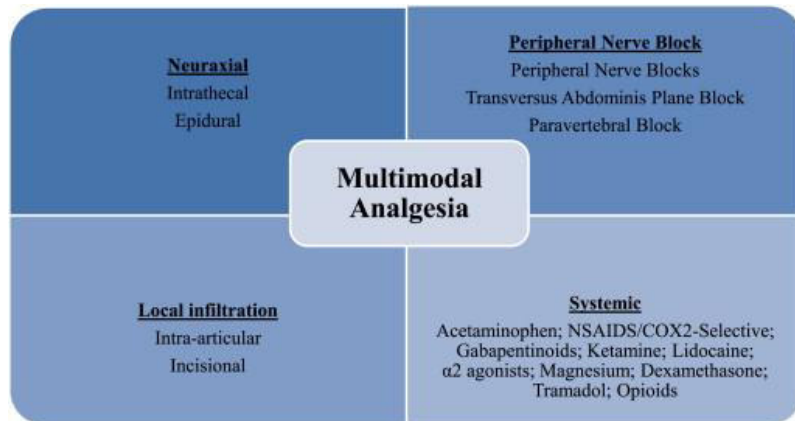 Neuraxial
Intrathecal
Epidural
Peripheral Nerve Block
Peripheral Nerve Blocks
Transversus Abdominis Plane Block
Paravertebral Block
Multimodal
Analgesia
Local infiltration
Intra-articular
Incisional
Systemic
Acetaminophen; NSAIDS/COX2-Selective;
Gabapentinoids; Ketamine; Lidocaine;
α2 agonists; Magnesium; Dexamethasone;
Tramadol; Opioids